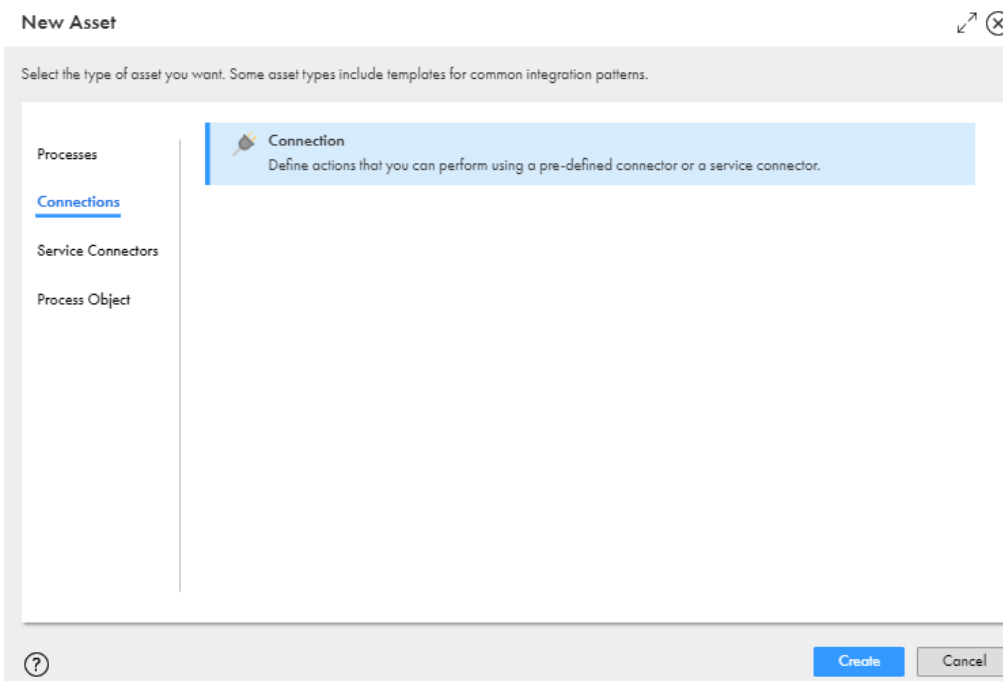 New Asset
Select the type of asset you want. Some asset types include templates for common integration patterns.
Processes
Connections
Service Connectors
Process Object
Connection
Define actions that you can perform using a pre-defined connector or a service connector.
?
Create
Cancel